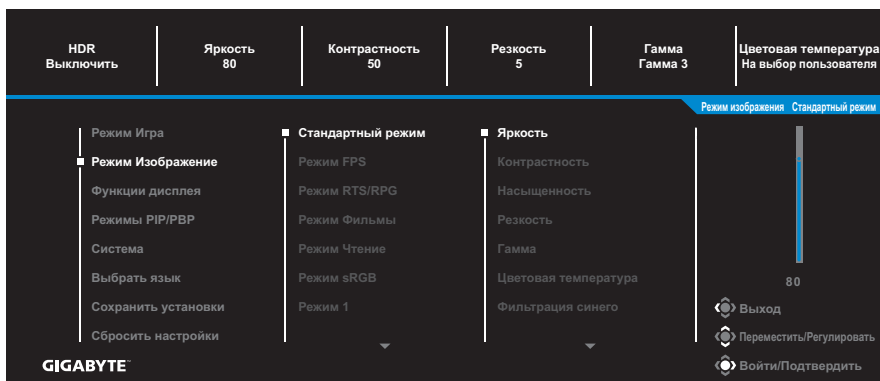 HDR
Выключить
Яркость
80
Контрастность
50
Резкость
5
Гамма
Гамма 3
Цветовая температура
На выбор пользователя
Режим изображения Стандартный режим
Режим Игра
Режим Изображение
Функции дисплея
Режимы PIP/PBP
Система
Выбрать язык
Сохранить установки
Сбросить настройки
Стандартный режим
Режим FPS
Режим RTS/RPG
Режим Фильмы
Режим Чтение
Режим sRGB
Режим 1
Яркость
Контрастность
Насыщенность
Резкость
Гамма
Цветовая температура
Фильтрация синего
80
Выход
Переместить/Регулировать
Войти/Подтвердить
GIGABYTE™